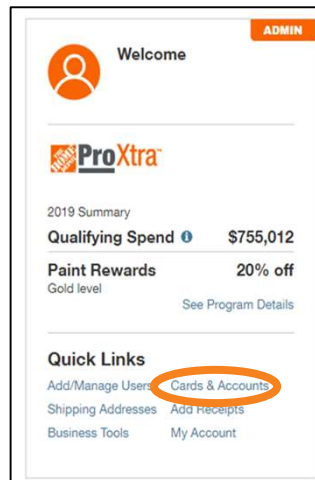 ADMIN
Welcome
THE HOME DEPOT ProXtra™
2019 Summary
Qualifying Spend i $755,012
Paint Rewards 20% off
Gold level
See Program Details
Quick Links
Add/Manage Users Cards & Accounts
Shipping Addresses Add Receipts
Business Tools My Account